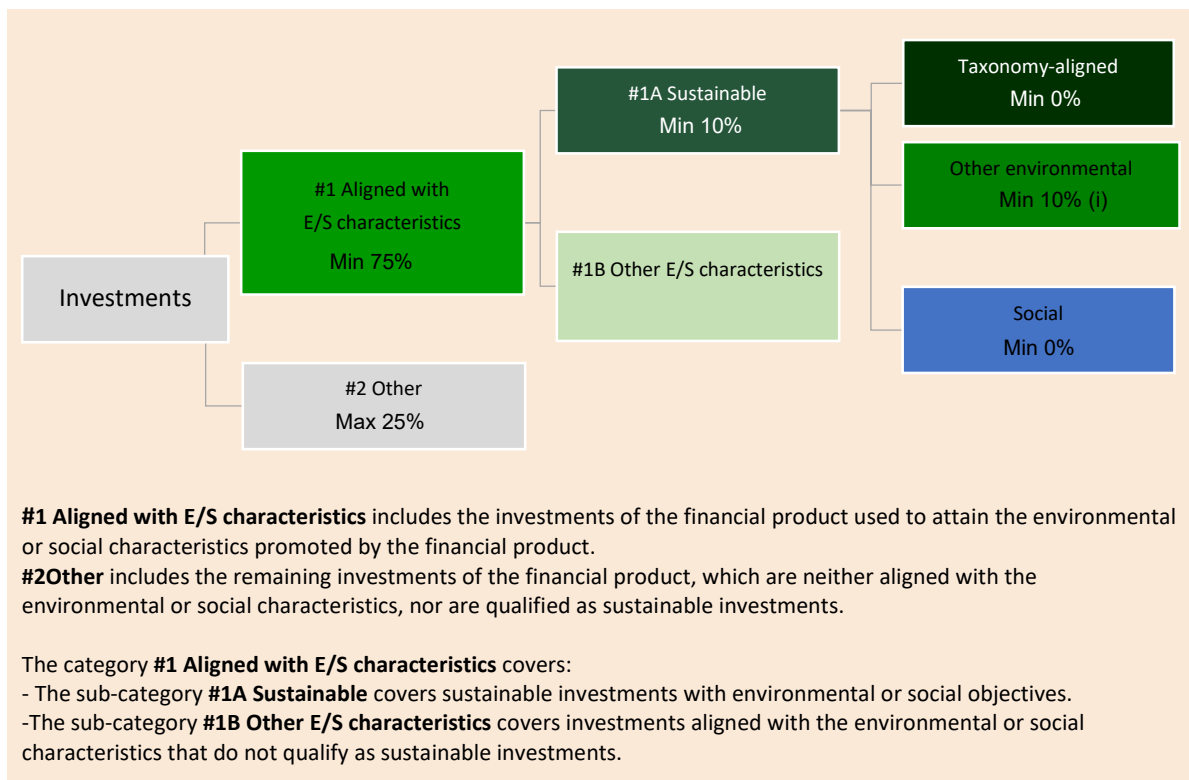 Investments
#1 Aligned with
E/S characteristics
Min 75%
#2 Other
Max 25%
#1A Sustainable
Min 10%
#1B Other E/S characteristics
Taxonomy-aligned
Min 0%
Other environmental
Min 10% (i)
Social
Min 0%
#1 Aligned with E/S characteristics includes the investments of the financial product used to attain the environmental
or social characteristics promoted by the financial product.
#2Other includes the remaining investments of the financial product, which are neither aligned with the
environmental or social characteristics, nor are qualified as sustainable investments.
The category #1 Aligned with E/S characteristics covers:
- The sub-category #1A Sustainable covers sustainable investments with environmental or social objectives.
-The sub-category #1B Other E/S characteristics covers investments aligned with the environmental or social
characteristics that do not qualify as sustainable investments.